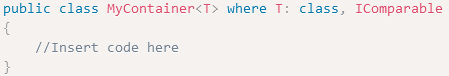 public class MyContainer<T> where T: class, IComparable
{
    //Insert code here
}